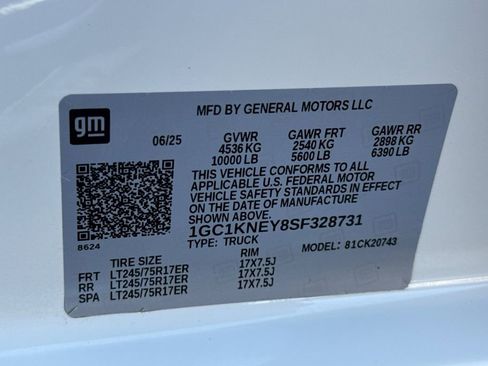 gm
MFD BY GENERAL MOTORS LLC
06/25 GVWR GAWR FRT GAWR RR
4536 KG 2540 KG 2898 KG
10000 LB 5600 LB 6390 LB
THIS VEHICLE CONFORMS TO ALL
APPLICABLE U.S. FEDERAL MOTOR
VEHICLE SAFETY STANDARDS IN EFFECT
ON THE DATE OF MANUFACTURE
SHOWN ABOVE.
1GC1KNEY8SF328731
TYPE: TRUCK MODEL: 81CK20743
8624
TIRE SIZE RIM
FRT LT245/75R17ER 17X7.5J
RR LT245/75R17ER 17X7.5J
SPA LT245/75R17ER 17X7.5J